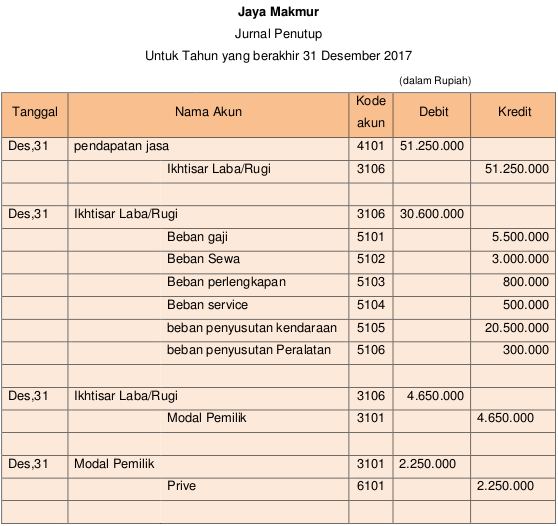 Jaya Makmur
Jurnal Penutup
Untuk Tahun yang berakhir 31 Desember 2017
(dalam Rupiah)
Tanggal Nama Akun Kode akun Debit Kredit
Des,31 pendapatan jasa 4101 51.250.000
Ikhtisar Laba/Rugi 3106 51.250.000
Des,31 Ikhtisar Laba/Rugi 3106 30.600.000
Beban gaji 5101 5.500.000
Beban Sewa 5102 3.000.000
Beban perlengkapan 5103 800.000
Beban service 5104 500.000
beban penyusutan kendaraan 5105 20.500.000
beban penyusutan Peralatan 5106 300.000
Des,31 Ikhtisar Laba/Rugi 3106 4.650.000
Modal Pemilik 3101 4.650.000
Des,31 Modal Pemilik 3101 2.250.000
Prive 6101 2.250.000